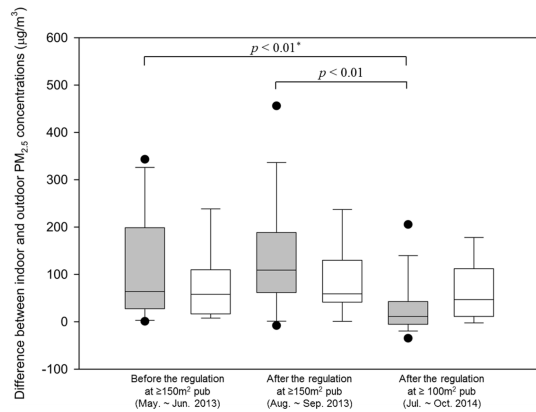 Difference between indoor and outdoor PM2.5 concentrations (μg/m3)
600
500
400
300
200
100
0
-100
p < 0.01*
p < 0.01
Before the regulation
at ≥150m2 pub
(May. ~ Jun. 2013)
After the regulation
at ≥150m2 pub
(Aug. ~ Sep. 2013)
After the regulation
at ≥ 100m2 pub
(Jul. ~ Oct. 2014)